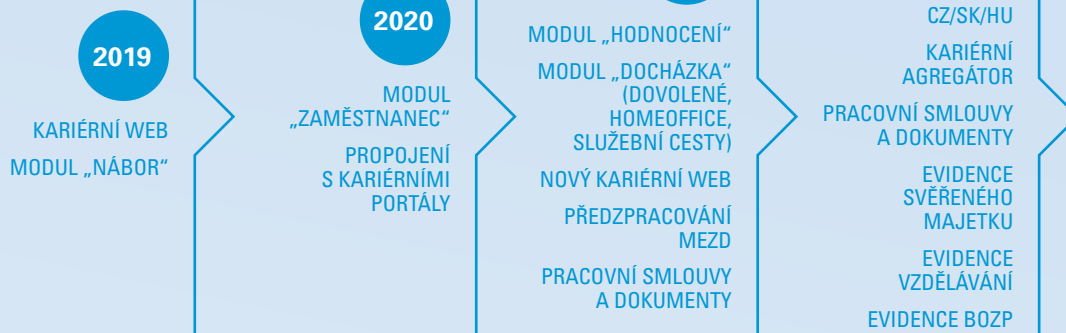 2019
KARIÉRNÍ WEB
MODUL „NÁBOR“
2020
MODUL
„ZAMĚSTNANEC“
PROPOJENÍ
S KARIÉRNÍMI
PORTÁLY
MODUL „HODNOCENÍ“
MODUL „DOCHÁZKA“
(DOVOLENÉ,
HOMEOFFICE,
SLUŽEBNÍ CESTY)
NOVÝ KARIÉRNÍ WEB
PŘEDZPRACOVÁNÍ
MEZD
PRACOVNÍ SMLOUVY
A DOKUMENTY
CZ/SK/HU
KARIÉRNÍ
AGREGÁTOR
PRACOVNÍ SMLOUVY
A DOKUMENTY
EVIDENCE
SVĚŘENÉHO
MAJETKU
EVIDENCE
VZDĚLÁVÁNÍ
EVIDENCE BOZP